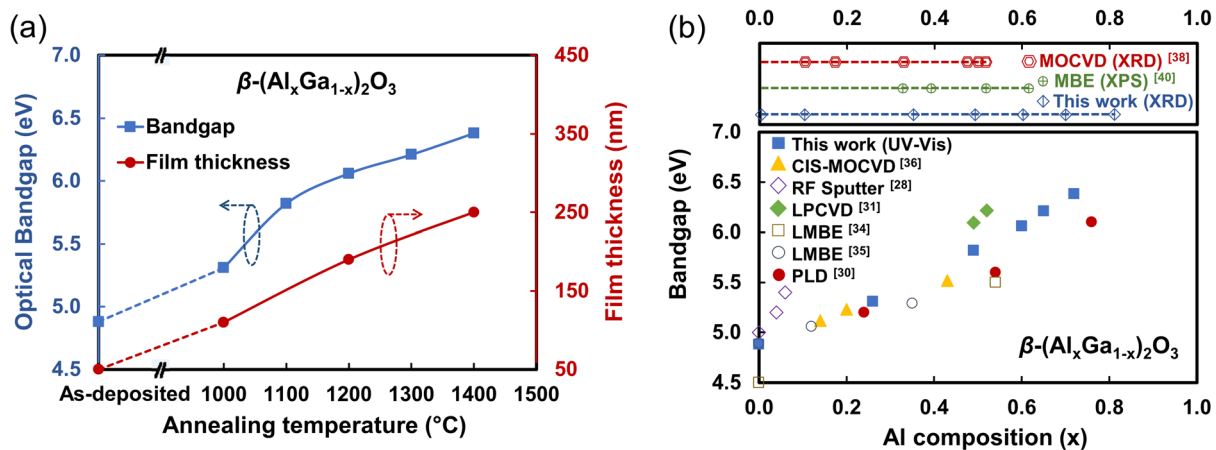 (a)
Optical Bandgap (eV)
7.0
6.5
6.0
5.5
5.0
4.5
β-(AlxGa1-x)2O3
Bandgap
Film thickness
450
350
250
150
50
Film thickness (nm)
As-deposited 1000 1100 1200 1300 1400 1500
Annealing temperature (°C)
(b)
0.0 0.2 0.4 0.6 0.8 1.0
MOCVD (XRD) [38]
MBE (XPS) [40]
This work (XRD)
Bandgap (eV)
7.0
6.5
6.0
5.5
5.0
4.5
This work (UV-Vis)
CIS-MOCVD [36]
RF Sputter [28]
LPCVD [31]
LMBE [34]
LMBE [35]
PLD [30]
β-(AlxGa1-x)2O3
0.0 0.2 0.4 0.6 0.8 1.0
Al composition (x)